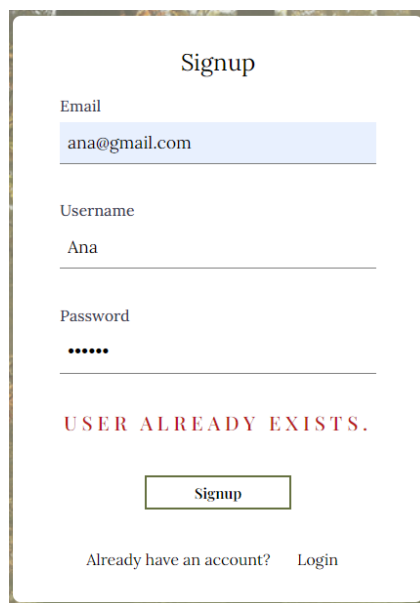 Signup
Email
ana@gmail.com
Username
Ana
Password
••••••
USER ALREADY EXISTS.
Signup
Already have an account? Login